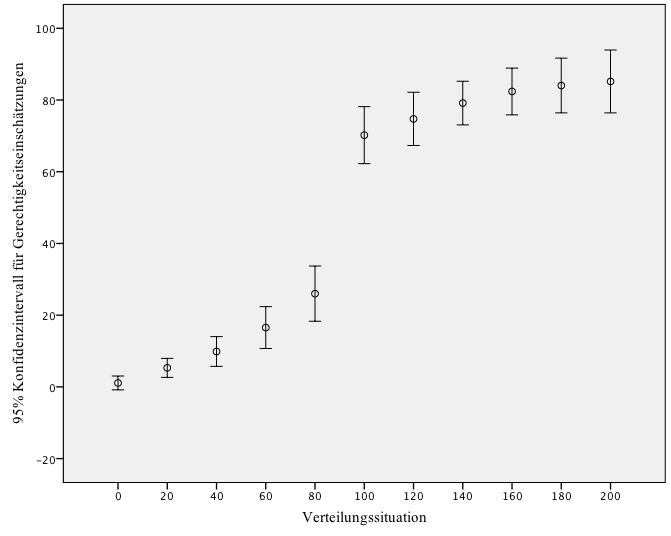 95% Konfidenzintervall für Gerechtigkeitseinschätzungen
100
80
60
40
20
0
−20
0 20 40 60 80 100 120 140 160 180 200
Verteilungssituation